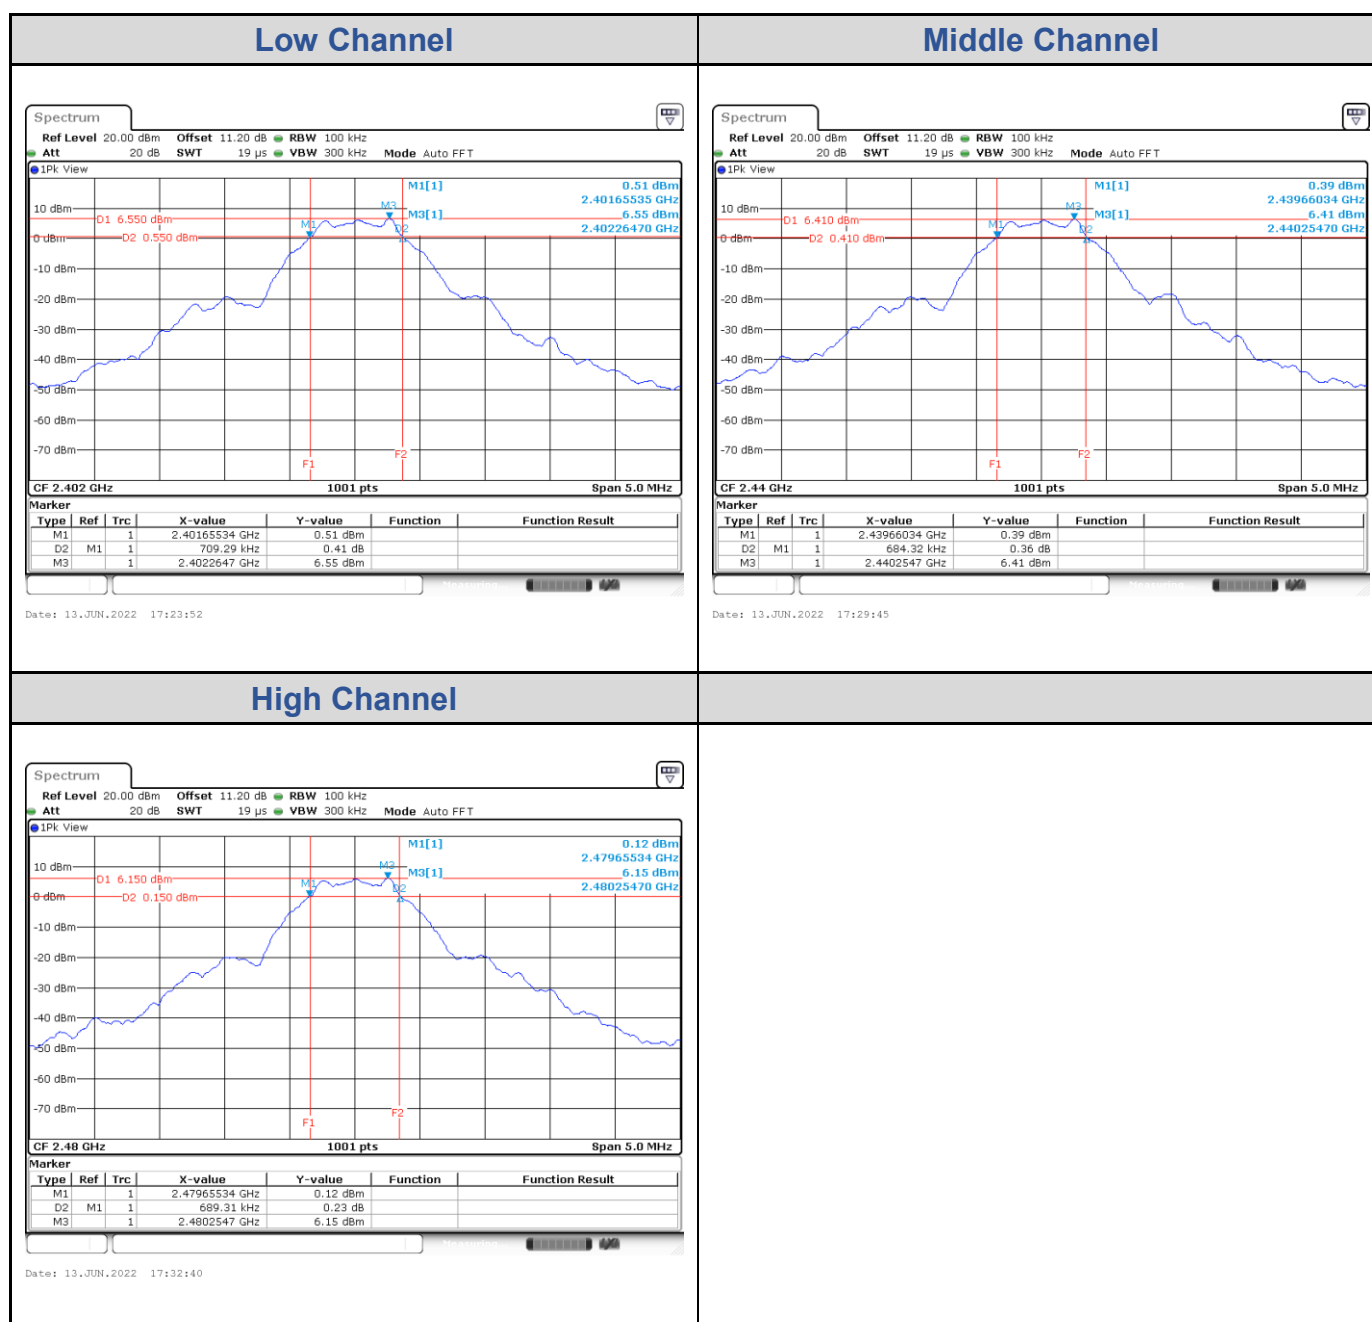 Low Channel
Middle Channel
Spectrum
Ref Level 20.00 dBm Offset 11.20 dB RBW 100 kHz
Att 20 dB SWT 19 µs VBW 300 kHz Mode Auto FFT
1Pk View
M1[1] 0.51 dBm
2.40165535 GHz
M3[1] 6.55 dBm
2.40226470 GHz
10 dBm
D1 6.550 dBm
M3
M1
D2
0 dBm
D2 0.550 dBm
-10 dBm
-20 dBm
-30 dBm
-40 dBm
-50 dBm
-60 dBm
-70 dBm
F1
F2
CF 2.402 GHz 1001 pts Span 5.0 MHz
Marker
Type Ref Trc X-value Y-value Function Function Result
M1 1 2.40165534 GHz 0.51 dBm
D2 M1 1 709.29 kHz 0.41 dB
M3 1 2.4022647 GHz 6.55 dBm
Date: 13.JUN.2022 17:23:52
Spectrum
Ref Level 20.00 dBm Offset 11.20 dB RBW 100 kHz
Att 20 dB SWT 19 µs VBW 300 kHz Mode Auto FFT
1Pk View
M1[1] 0.39 dBm
2.43966034 GHz
M3[1] 6.41 dBm
2.44025470 GHz
10 dBm
D1 6.410 dBm
M3
M1
D2
0 dBm
D2 0.410 dBm
-10 dBm
-20 dBm
-30 dBm
-40 dBm
-50 dBm
-60 dBm
-70 dBm
F1
F2
CF 2.44 GHz 1001 pts Span 5.0 MHz
Marker
Type Ref Trc X-value Y-value Function Function Result
M1 1 2.43966034 GHz 0.39 dBm
D2 M1 1 684.32 kHz 0.36 dB
M3 1 2.4402547 GHz 6.41 dBm
Date: 13.JUN.2022 17:29:45
High Channel
Spectrum
Ref Level 20.00 dBm Offset 11.20 dB RBW 100 kHz
Att 20 dB SWT 19 µs VBW 300 kHz Mode Auto FFT
1Pk View
M1[1] 0.12 dBm
2.47965534 GHz
M3[1] 6.15 dBm
2.48025470 GHz
10 dBm
D1 6.150 dBm
M3
M1
D2
0 dBm
D2 0.150 dBm
-10 dBm
-20 dBm
-30 dBm
-40 dBm
-50 dBm
-60 dBm
-70 dBm
F1
F2
CF 2.48 GHz 1001 pts Span 5.0 MHz
Marker
Type Ref Trc X-value Y-value Function Function Result
M1 1 2.47965534 GHz 0.12 dBm
D2 M1 1 689.31 kHz 0.23 dB
M3 1 2.4802547 GHz 6.15 dBm
Date: 13.JUN.2022 17:32:40